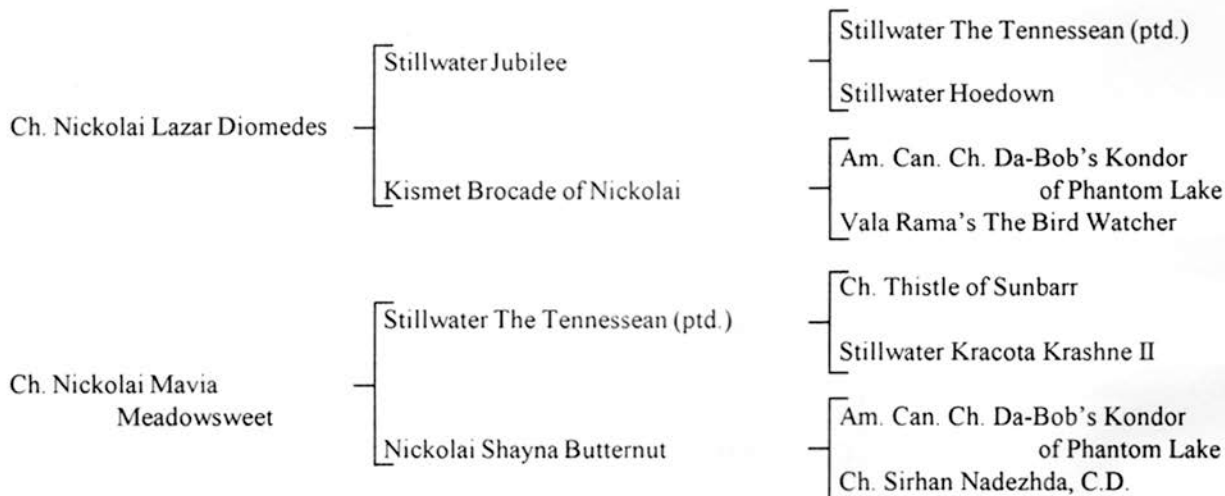 Stillwater The Tennessean (ptd.)
Stillwater Jubilee
Stillwater Hoedown
Ch. Nickolai Lazar Diomedes
Am. Can. Ch. Da-Bob's Kondor
of Phantom Lake
Kismet Brocade of Nickolai
Vala Rama's The Bird Watcher
Ch. Thistle of Sunbarr
Stillwater The Tennessean (ptd.)
Stillwater Kracota Krashne II
Ch. Nickolai Mavia
Meadowsweet
Am. Can. Ch. Da-Bob's Kondor
of Phantom Lake
Nickolai Shayna Butternut
Ch. Sirhan Nadezhda, C.D.